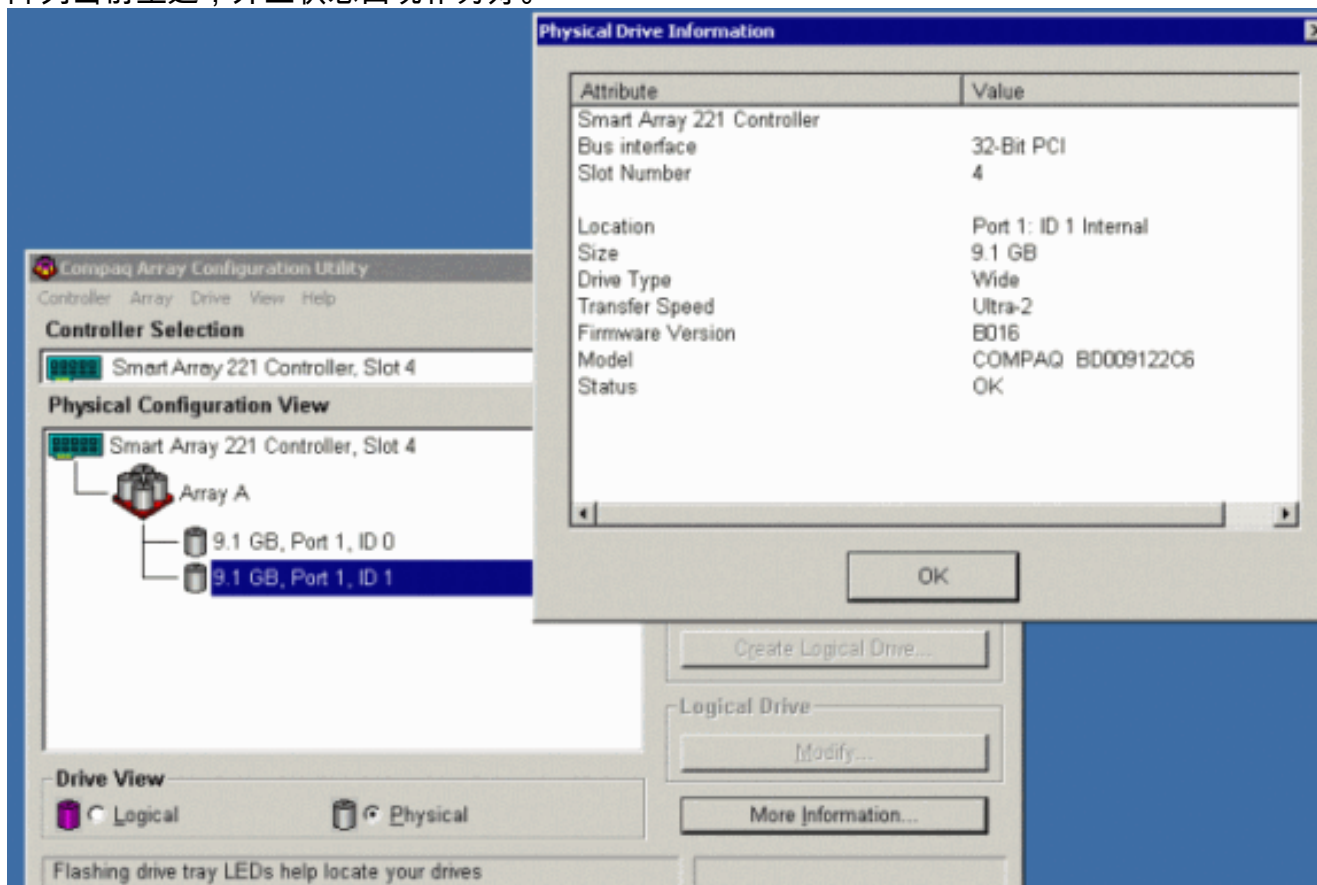 Physical Drive Information
Attribute Value
Smart Array 221 Controller
Bus interface 32-Bit PCI
Slot Number 4
Location Port 1: ID 1 Internal
Size 9.1 GB
Drive Type Wide
Transfer Speed Ultra-2
Firmware Version B016
Model COMPAQ BD009122C6
Status OK
OK
Compaq Array Configuration Utility
Controller Array Drive View Help
Controller Selection
Smart Array 221 Controller, Slot 4
Physical Configuration View
Smart Array 221 Controller, Slot 4
Array A
9.1 GB, Port 1, ID 0
9.1 GB, Port 1, ID 1
Create Logical Drive...
Logical Drive
Modify...
Drive View
Logical Physical
More Information...
Flashing drive tray LEDs help locate your drives